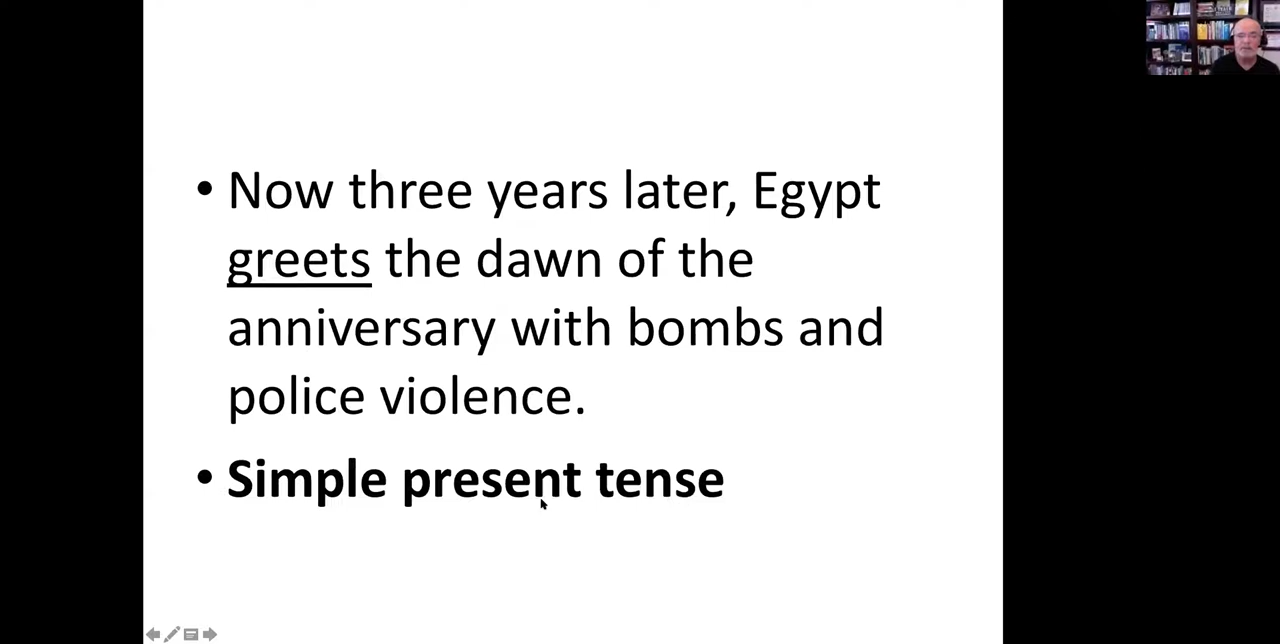 • Now three years later, Egypt
greets the dawn of the
anniversary with bombs and
police violence.
• Simple present tense